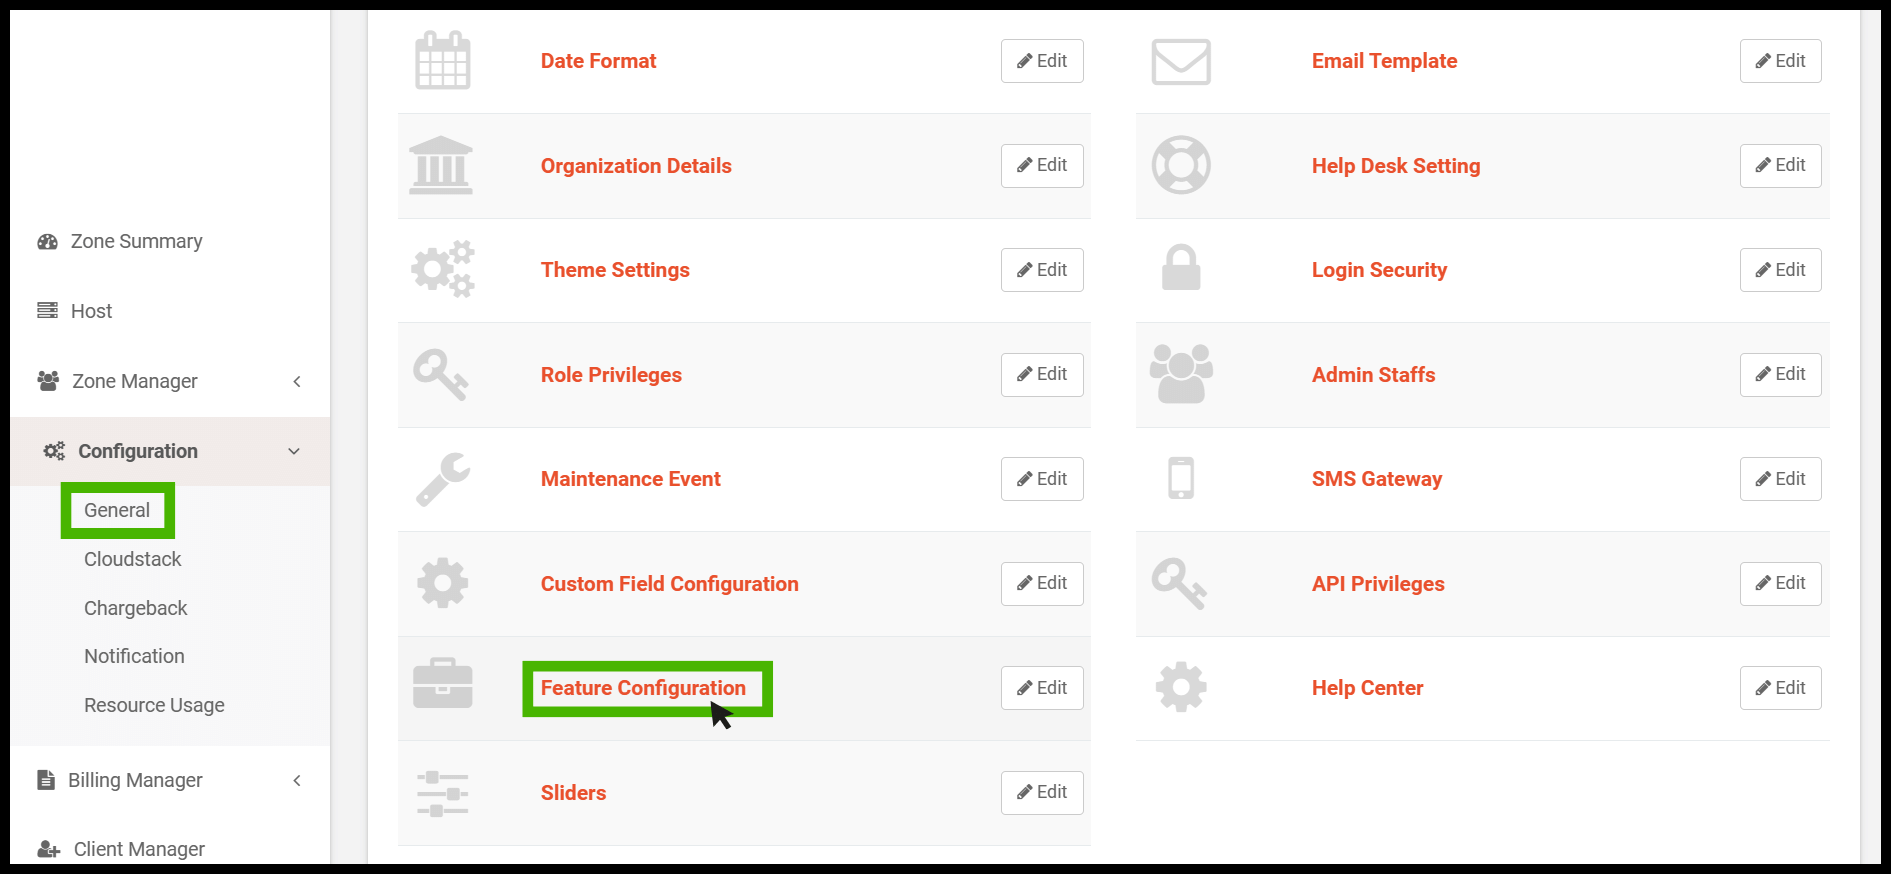 Zone Summary
Host
Zone Manager
Configuration
General
Cloudstack
Chargeback
Notification
Resource Usage
Billing Manager
Client Manager
Date Format Edit
Organization Details Edit
Theme Settings Edit
Role Privileges Edit
Maintenance Event Edit
Custom Field Configuration Edit
Feature Configuration Edit
Sliders Edit
Email Template Edit
Help Desk Setting Edit
Login Security Edit
Admin Staffs Edit
SMS Gateway Edit
API Privileges Edit
Help Center Edit